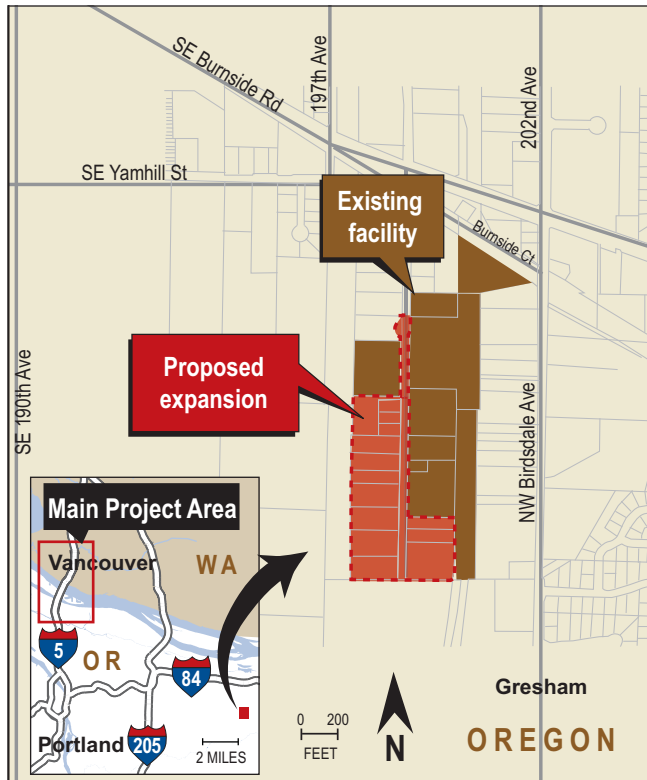 SE Burnside Rd
197th Ave
202nd Ave
SE Yamhill St
Existing
facility
Burnside Ct
Proposed
expansion
SE 190th Ave
NW Birdsdale Ave
Main Project Area
Vancouver
WA
5
OR
84
Portland
205
2 MILES
0 200
FEET
N
Gresham
OREGON